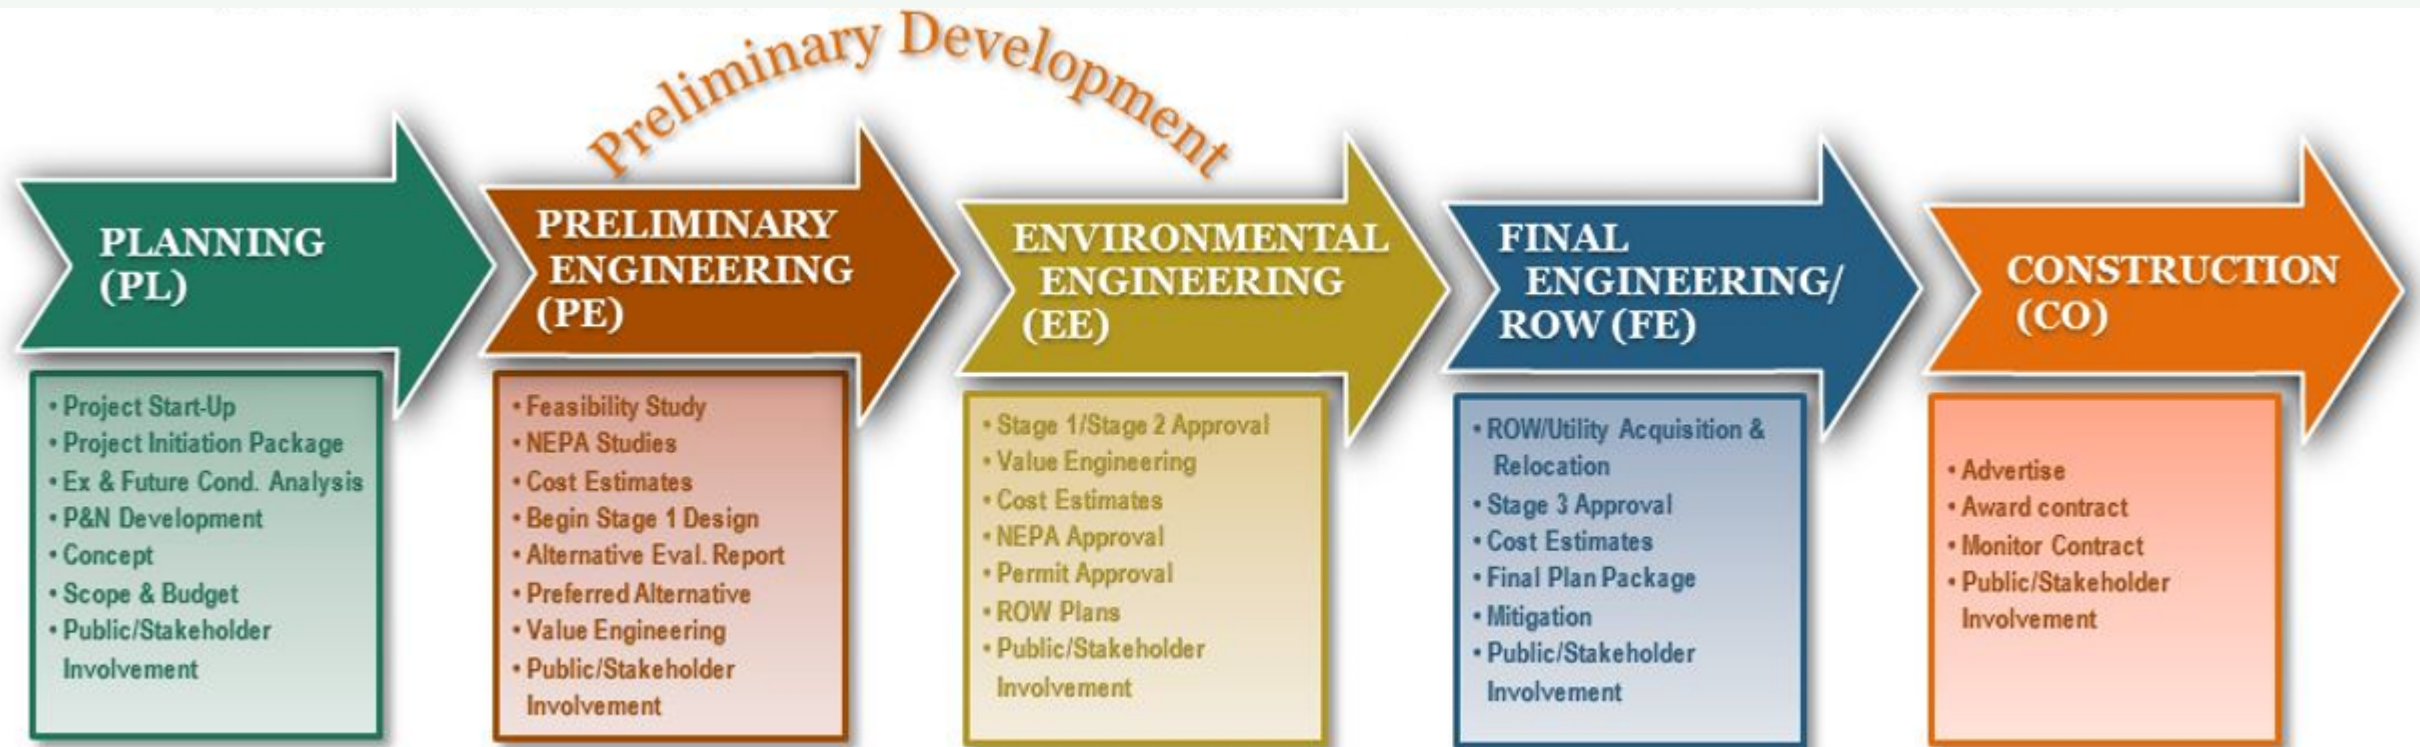 Preliminary Development
PLANNING
(PL)
• Project Start-Up
• Project Initiation Package
• Ex & Future Cond. Analysis
• P&N Development
• Concept
• Scope & Budget
• Public/Stakeholder
Involvement
PRELIMINARY
ENGINEERING
(PE)
• Feasibility Study
• NEPA Studies
• Cost Estimates
• Begin Stage 1 Design
• Alternative Eval. Report
• Preferred Alternative
• Value Engineering
• Public/Stakeholder
Involvement
ENVIRONMENTAL
ENGINEERING
(EE)
• Stage 1/Stage 2 Approval
• Value Engineering
• Cost Estimates
• NEPA Approval
• Permit Approval
• ROW Plans
• Public/Stakeholder
Involvement
FINAL
ENGINEERING/
ROW (FE)
• ROW/Utility Acquisition &
Relocation
• Stage 3 Approval
• Cost Estimates
• Final Plan Package
• Mitigation
• Public/Stakeholder
Involvement
CONSTRUCTION
(CO)
• Advertise
• Award contract
• Monitor Contract
• Public/Stakeholder
Involvement